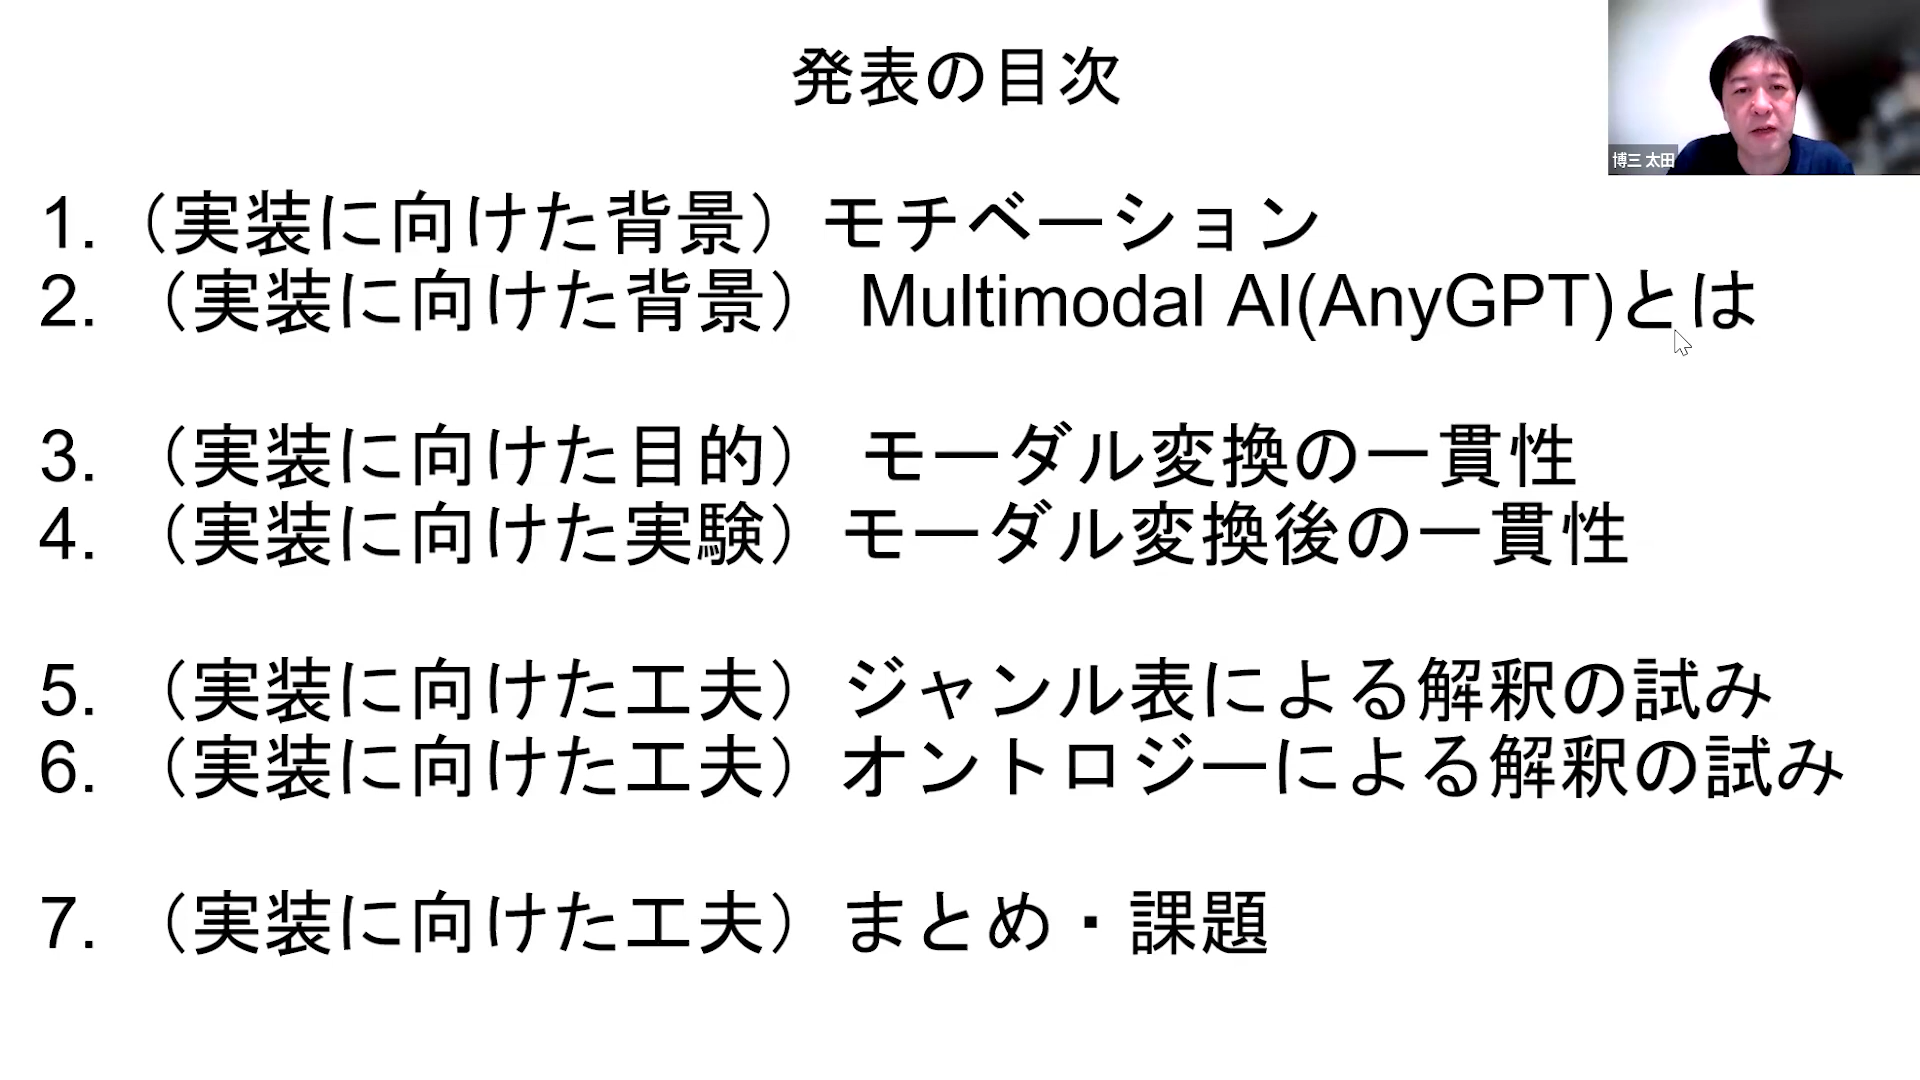 発表の目次
博三 太田
1. （実装に向けた背景） モチベーション
2. （実装に向けた背景） Multimodal AI(AnyGPT)とは
3. （実装に向けた目的） モーダル変換の一貫性
4. （実装に向けた実験） モーダル変換後の一貫性
5. （実装に向けた工夫） ジャンル表による解釈の試み
6. （実装に向けた工夫） オントロジーによる解釈の試み
7. （実装に向けた工夫） まとめ・課題